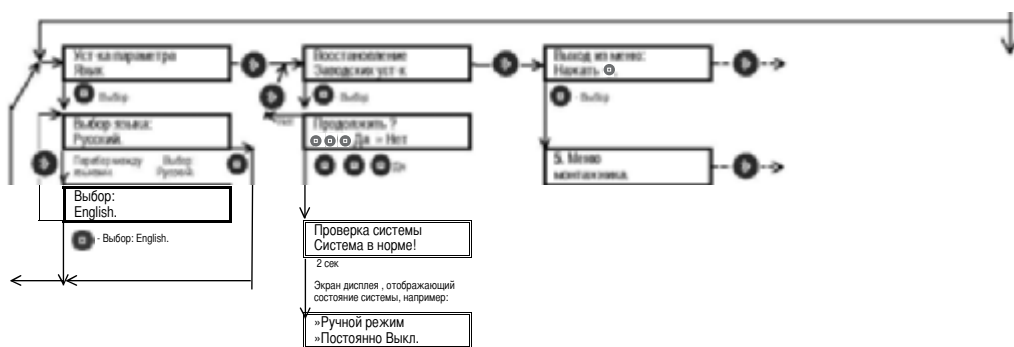 Уст-ка параметра
Язык
Восстановление
Заводских уст-к
Выход из меню:
Нажать .
Выбор
Выбор
- Выбор
Выбор языка:
Русский.
Нет
Продолжить ?
Да = Нет
Перебор между
языками
Выбор:
Русский.
Да
5. Меню
монтажника.
Выбор:
English.
- Выбор: English.
Проверка системы
Система в норме!
2 сек
Экран дисплея , отображающий
состояние системы, например:
»Ручной режим
»Постоянно Выкл.